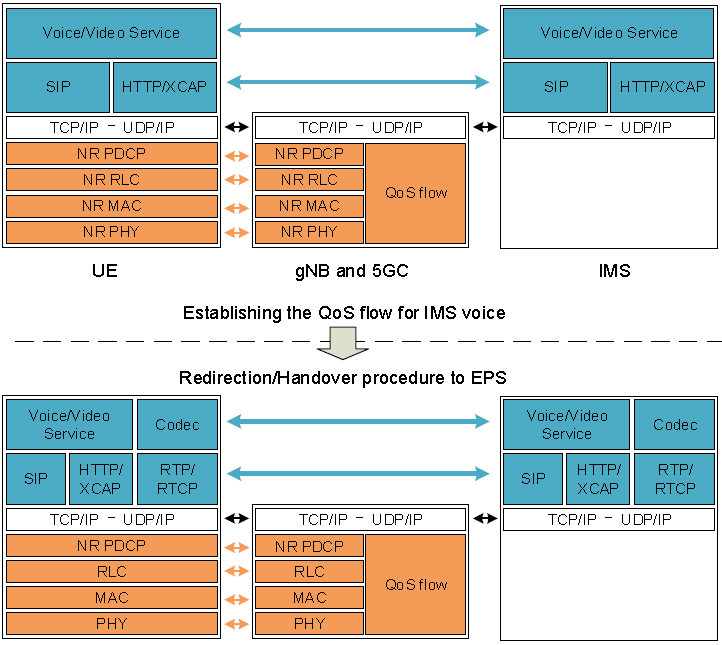 Voice/Video Service
Voice/Video Service
SIP
HTTP/XCAP
SIP
HTTP/XCAP
TCP/IP – UDP/IP
TCP/IP – UDP/IP
TCP/IP – UDP/IP
NR PDCP
NR PDCP
NR RLC
NR RLC
QoS flow
NR MAC
NR MAC
NR PHY
NR PHY
UE
gNB and 5GC
IMS
Establishing the QoS flow for IMS voice
Redirection/Handover procedure to EPS
Voice/Video
Service
Codec
Voice/Video
Service
Codec
SIP
HTTP/
XCAP
RTP/
RTCP
SIP
HTTP/
XCAP
RTP/
RTCP
TCP/IP – UDP/IP
TCP/IP – UDP/IP
TCP/IP – UDP/IP
NR PDCP
NR PDCP
RLC
RLC
QoS flow
MAC
MAC
PHY
PHY